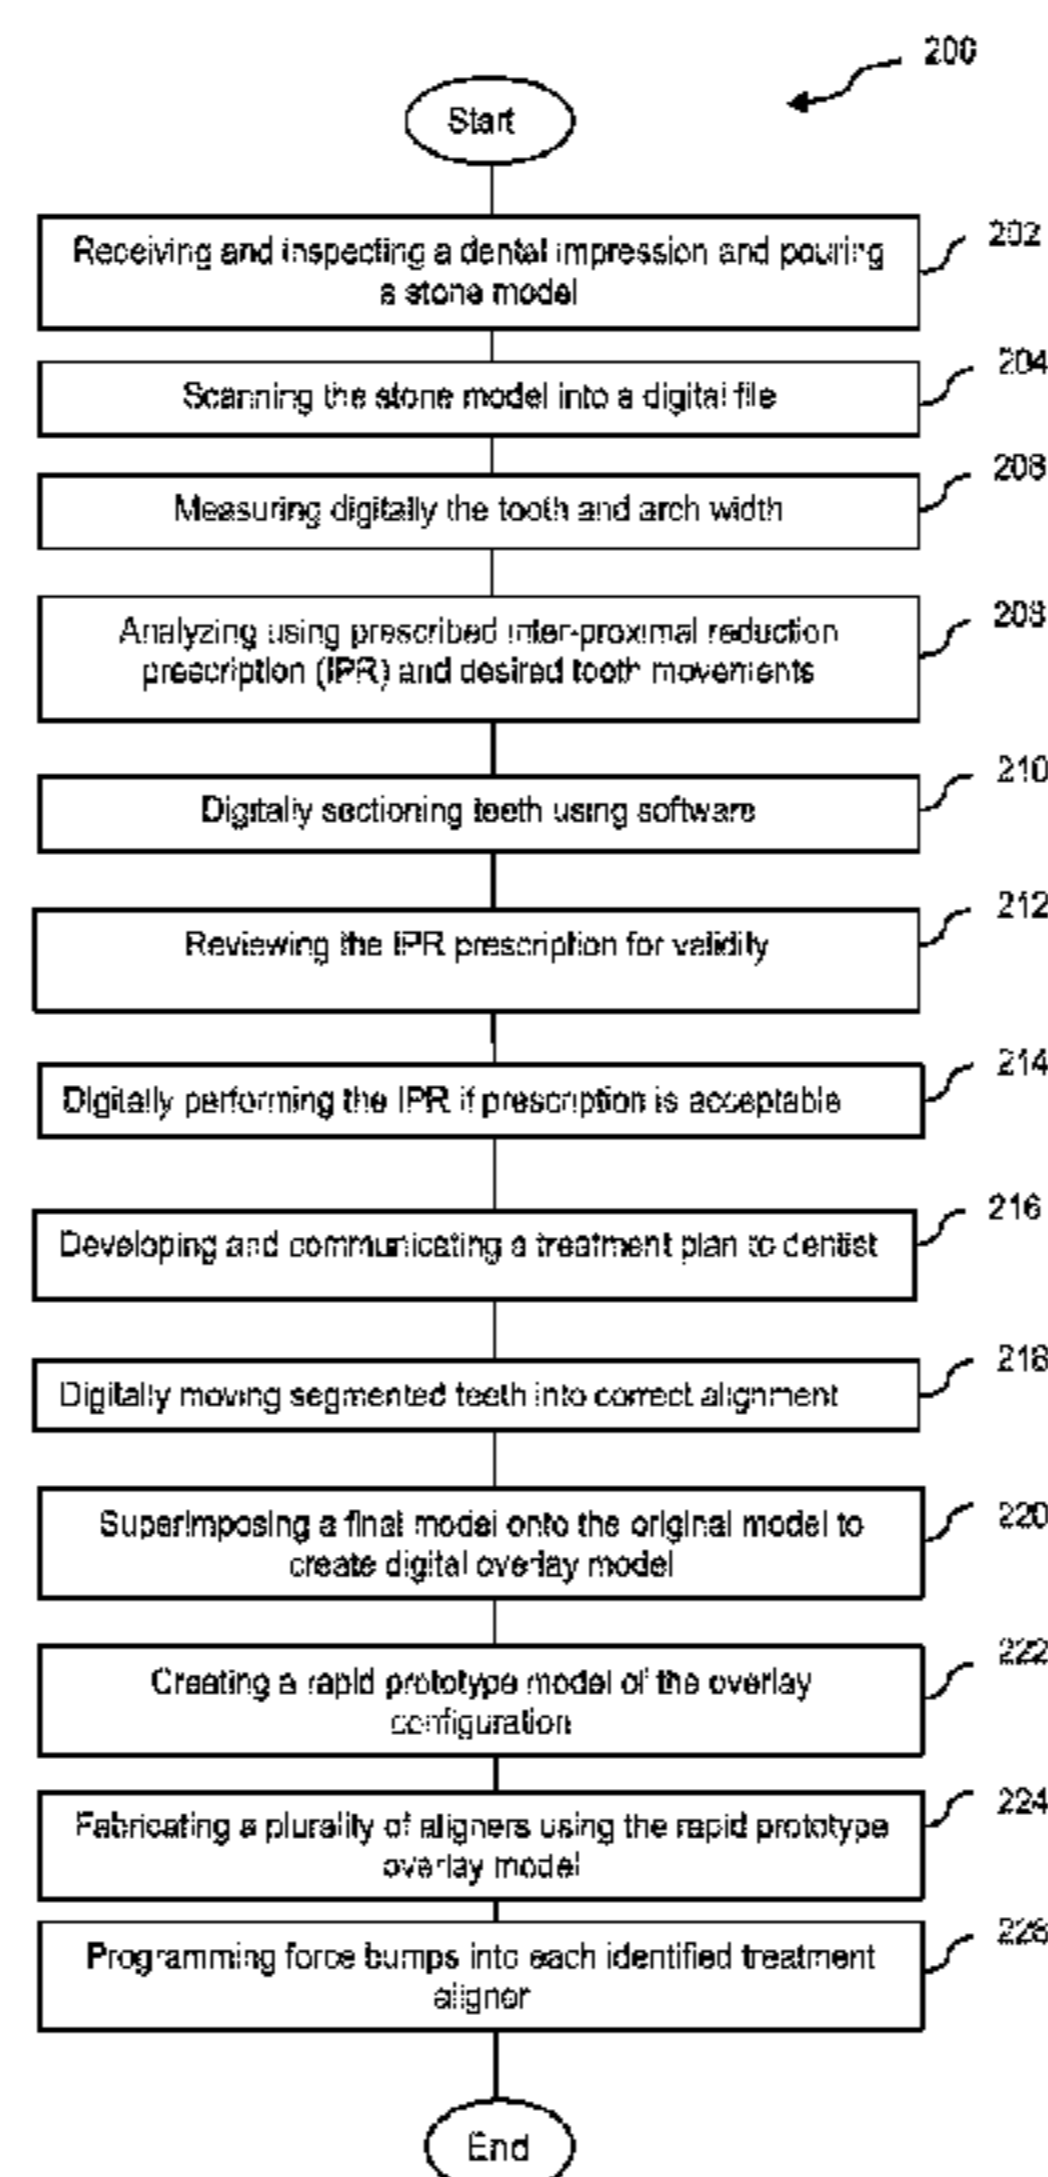 200
Start
Receiving and inspecting a dental impression and pouring
a stone model
202
Scanning the stone model into a digital file
204
Measuring digitally the tooth and arch width
206
Analyzing using prescribed inter-proximal reduction
prescription (IPR) and desired tooth movements
208
Digitally sectioning teeth using software
210
Reviewing the IPR prescription for validity
212
Digitally performing the IPR if prescription is acceptable
214
Developing and communicating a treatment plan to dentist
216
Digitally moving segmented teeth into correct alignment
218
Superimposing a final model onto the original model to
create digital overlay model
220
Creating a rapid prototype model of the overlay
configuration
222
Fabricating a plurality of aligners using the rapid prototype
overlay model
224
Programming force bumps into each identified treatment
aligner
226
End